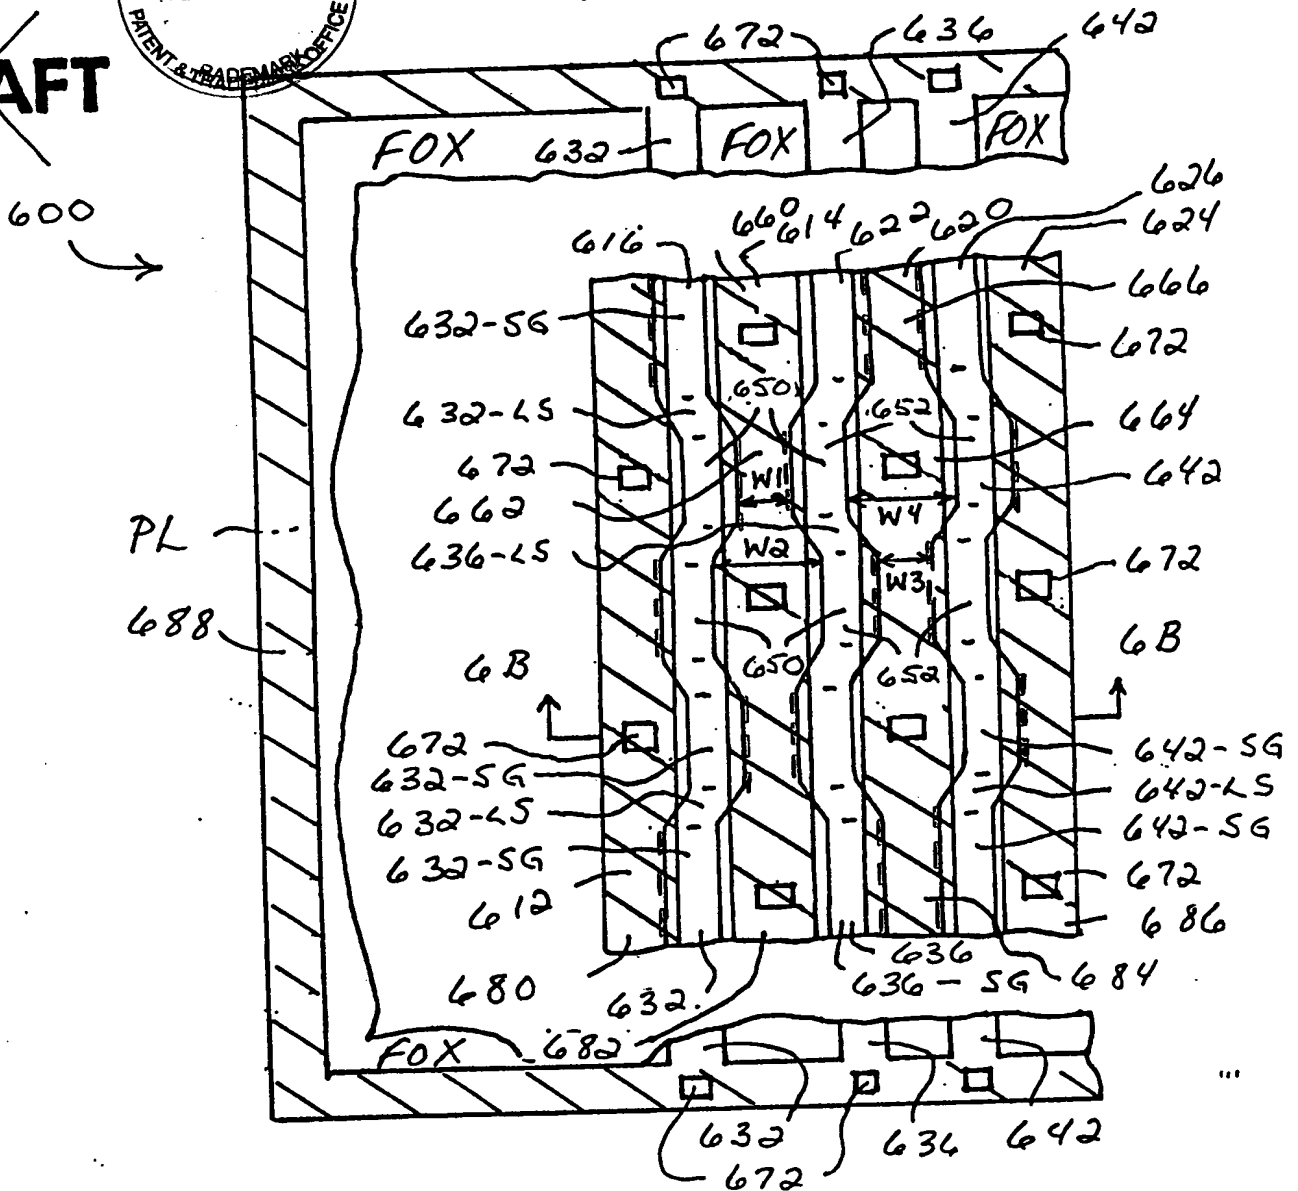 672 636 642
AFT
PATENT & TRADEMARK OFFICE
FOX 632 FOX FOX
600
626
660 614 622 620 624
616
666
632-SG
672
650
632-LS 652 664
672 W1 642
662 W4
PL 636-LS W2 672
W3
688
650 652
6B 6B
672 642-SG
632-SG 642-LS
632-LS 642-SG
632-SG 672
612 686
636
680 632 636-SG 684
FOX 682
632 636 642
672